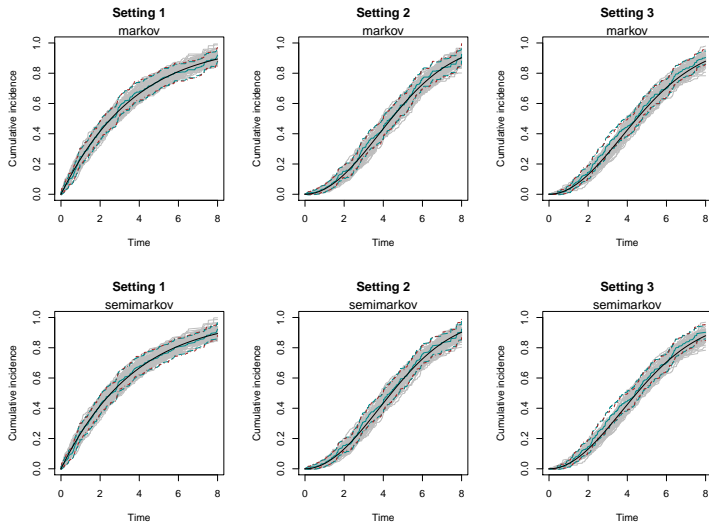 Setting 1
markov
Cumulative incidence
0.0 0.2 0.4 0.6 0.8 1.0
0 2 4 6 8
Time
Setting 2
markov
Cumulative incidence
0.0 0.2 0.4 0.6 0.8 1.0
0 2 4 6 8
Time
Setting 3
markov
Cumulative incidence
0.0 0.2 0.4 0.6 0.8 1.0
0 2 4 6 8
Time
Setting 1
semimarkov
Cumulative incidence
0.0 0.2 0.4 0.6 0.8 1.0
0 2 4 6 8
Time
Setting 2
semimarkov
Cumulative incidence
0.0 0.2 0.4 0.6 0.8 1.0
0 2 4 6 8
Time
Setting 3
semimarkov
Cumulative incidence
0.0 0.2 0.4 0.6 0.8 1.0
0 2 4 6 8
Time